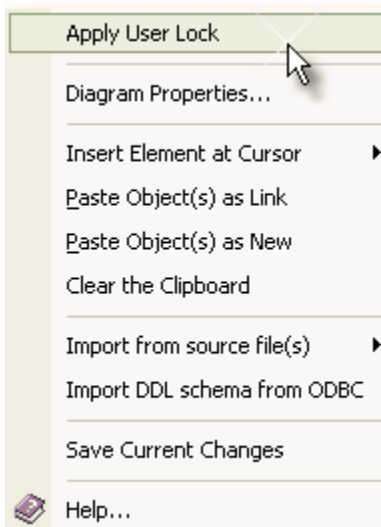 Apply User Lock
Diagram Properties...
Insert Element at Cursor
Paste Object(s) as Link
Paste Object(s) as New
Clear the Clipboard
Import from source file(s)
Import DDL schema from ODBC
Save Current Changes
Help...